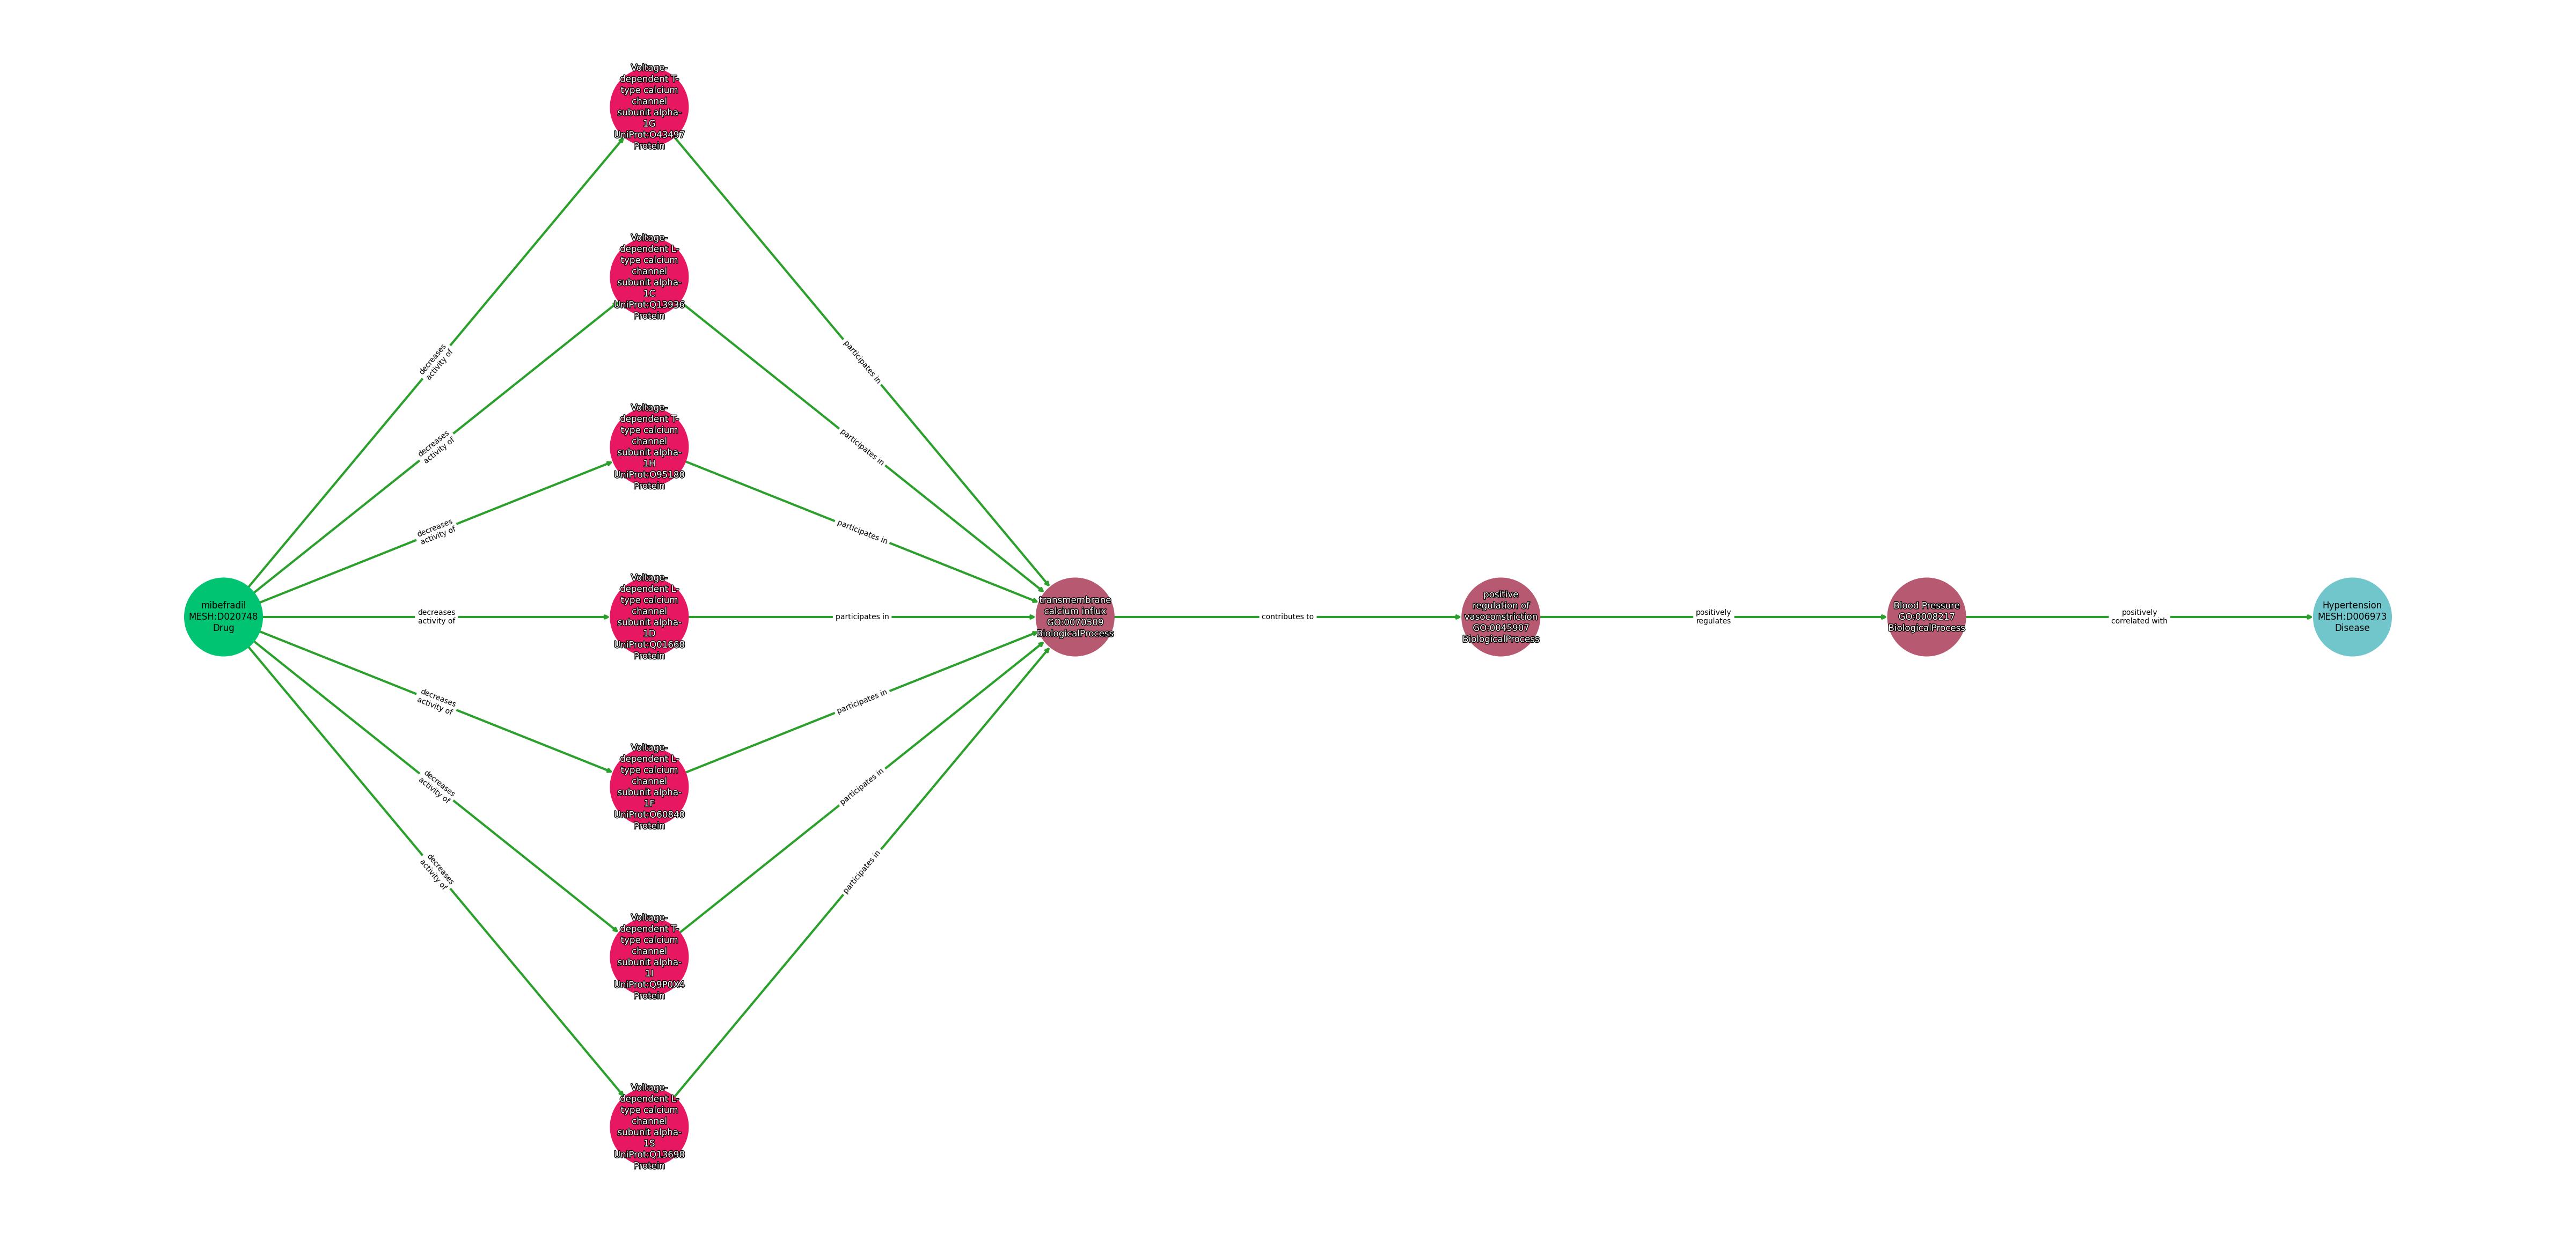 mibefradil
MESH:D020748
Drug
decreases
activity of
decreases
activity of
decreases
activity of
decreases
activity of
decreases
activity of
decreases
activity of
decreases
activity of
Voltage-
dependent T-
type calcium
channel
subunit alpha-
1G
UniProt:O43497
Protein
Voltage-
dependent L-
type calcium
channel
subunit alpha-
1C
UniProt:Q13936
Protein
Voltage-
dependent T-
type calcium
channel
subunit alpha-
1H
UniProt:O95180
Protein
Voltage-
dependent L-
type calcium
channel
subunit alpha-
1D
UniProt:Q01668
Protein
Voltage-
dependent L-
type calcium
channel
subunit alpha-
1F
UniProt:O60840
Protein
Voltage-
dependent T-
type calcium
channel
subunit alpha-
1I
UniProt:Q9P0X4
Protein
Voltage-
dependent L-
type calcium
channel
subunit alpha-
1S
UniProt:Q13698
Protein
participates in
participates in
participates in
participates in
participates in
participates in
participates in
transmembrane
calcium influx
GO:0070509
BiologicalProcess
contributes to
positive
regulation of
vasoconstriction
GO:0045907
BiologicalProcess
positively
regulates
Blood Pressure
GO:0008217
BiologicalProcess
positively
correlated with
Hypertension
MESH:D006973
Disease